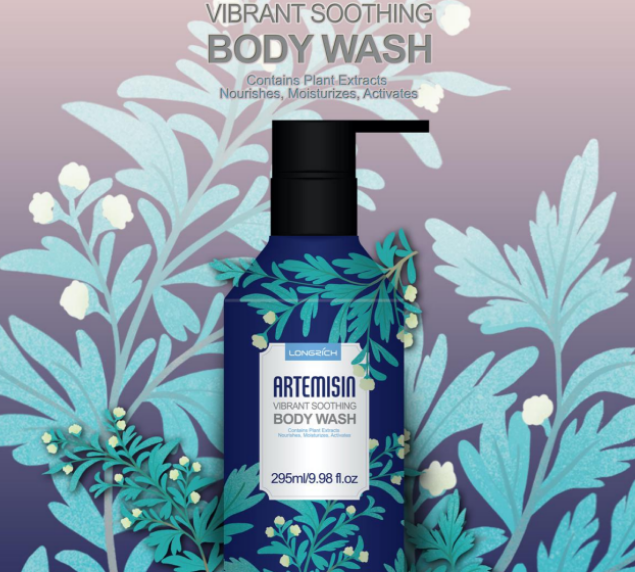 VIBRANT SOOTHING
BODY WASH
Contains Plant Extracts
Nourishes, Moisturizes, Activates
LONGRICH
ARTEMISIN
VIBRANT SOOTHING
BODY WASH
Contains Plant Extracts
Nourishes, Moisturizes, Activates
295ml/9.98 fl.oz